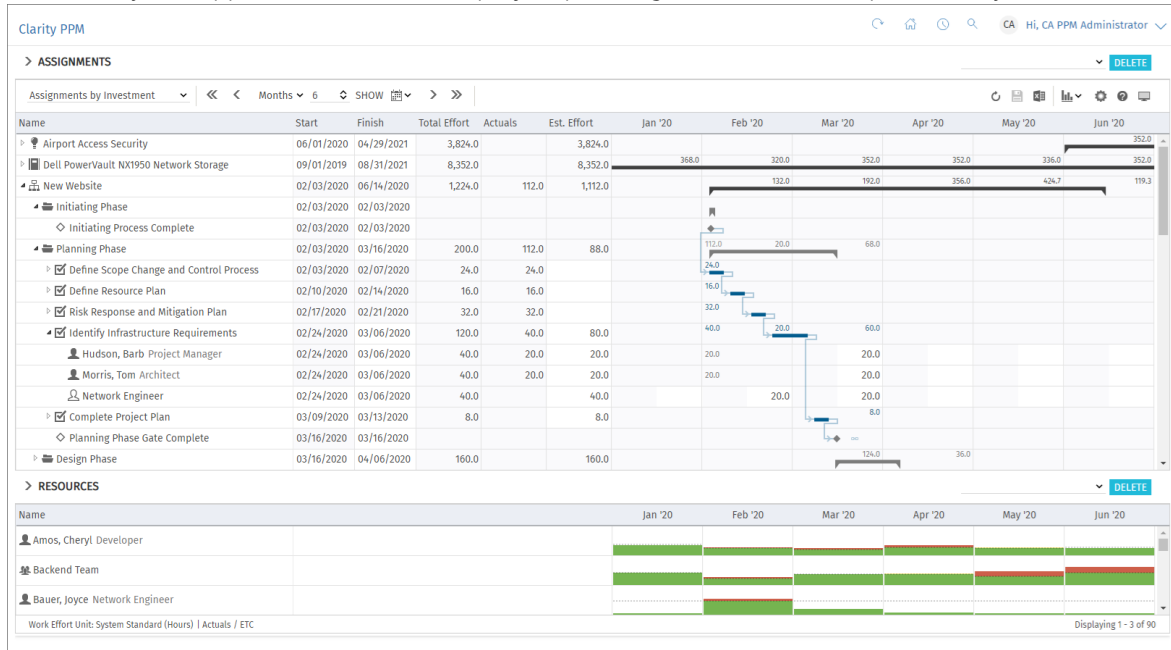 Clarity PPM CA Hi, CA PPM Administrator
ASSIGNMENTS DELETE
Assignments by Investment Months 6 SHOW
Name Start Finish Total Effort Actuals Est. Effort Jan '20 Feb '20 Mar '20 Apr '20 May '20 Jun '20
Airport Access Security 06/01/2020 04/29/2021 3,824.0 3,824.0 352.0
Dell PowerVault NX1950 Network Storage 09/01/2019 08/31/2021 8,352.0 8,352.0 368.0 320.0 352.0 352.0 336.0 352.0
New Website 02/03/2020 06/14/2020 1,224.0 112.0 1,112.0 132.0 192.0 356.0 424.7 119.3
Initiating Phase 02/03/2020 02/03/2020
Initiating Process Complete 02/03/2020 02/03/2020
Planning Phase 02/03/2020 03/16/2020 200.0 112.0 88.0 112.0 20.0 68.0
Define Scope Change and Control Process 02/03/2020 02/07/2020 24.0 24.0 24.0
Define Resource Plan 02/10/2020 02/14/2020 16.0 16.0 16.0
Risk Response and Mitigation Plan 02/17/2020 02/21/2020 32.0 32.0 32.0
Identify Infrastructure Requirements 02/24/2020 03/06/2020 120.0 40.0 80.0 40.0 20.0 60.0
Hudson, Barb Project Manager 02/24/2020 03/06/2020 40.0 20.0 20.0 20.0 20.0
Morris, Tom Architect 02/24/2020 03/06/2020 40.0 20.0 20.0 20.0 20.0
Network Engineer 02/24/2020 03/06/2020 40.0 40.0 20.0 20.0
Complete Project Plan 03/09/2020 03/13/2020 8.0 8.0 8.0
Planning Phase Gate Complete 03/16/2020 03/16/2020
Design Phase 03/16/2020 04/06/2020 160.0 160.0 124.0 36.0
RESOURCES DELETE
Name Jan '20 Feb '20 Mar '20 Apr '20 May '20 Jun '20
Amos, Cheryl Developer
Backend Team
Bauer, Joyce Network Engineer
Work Effort Unit: System Standard (Hours) | Actuals / ETC Displaying 1 - 3 of 90